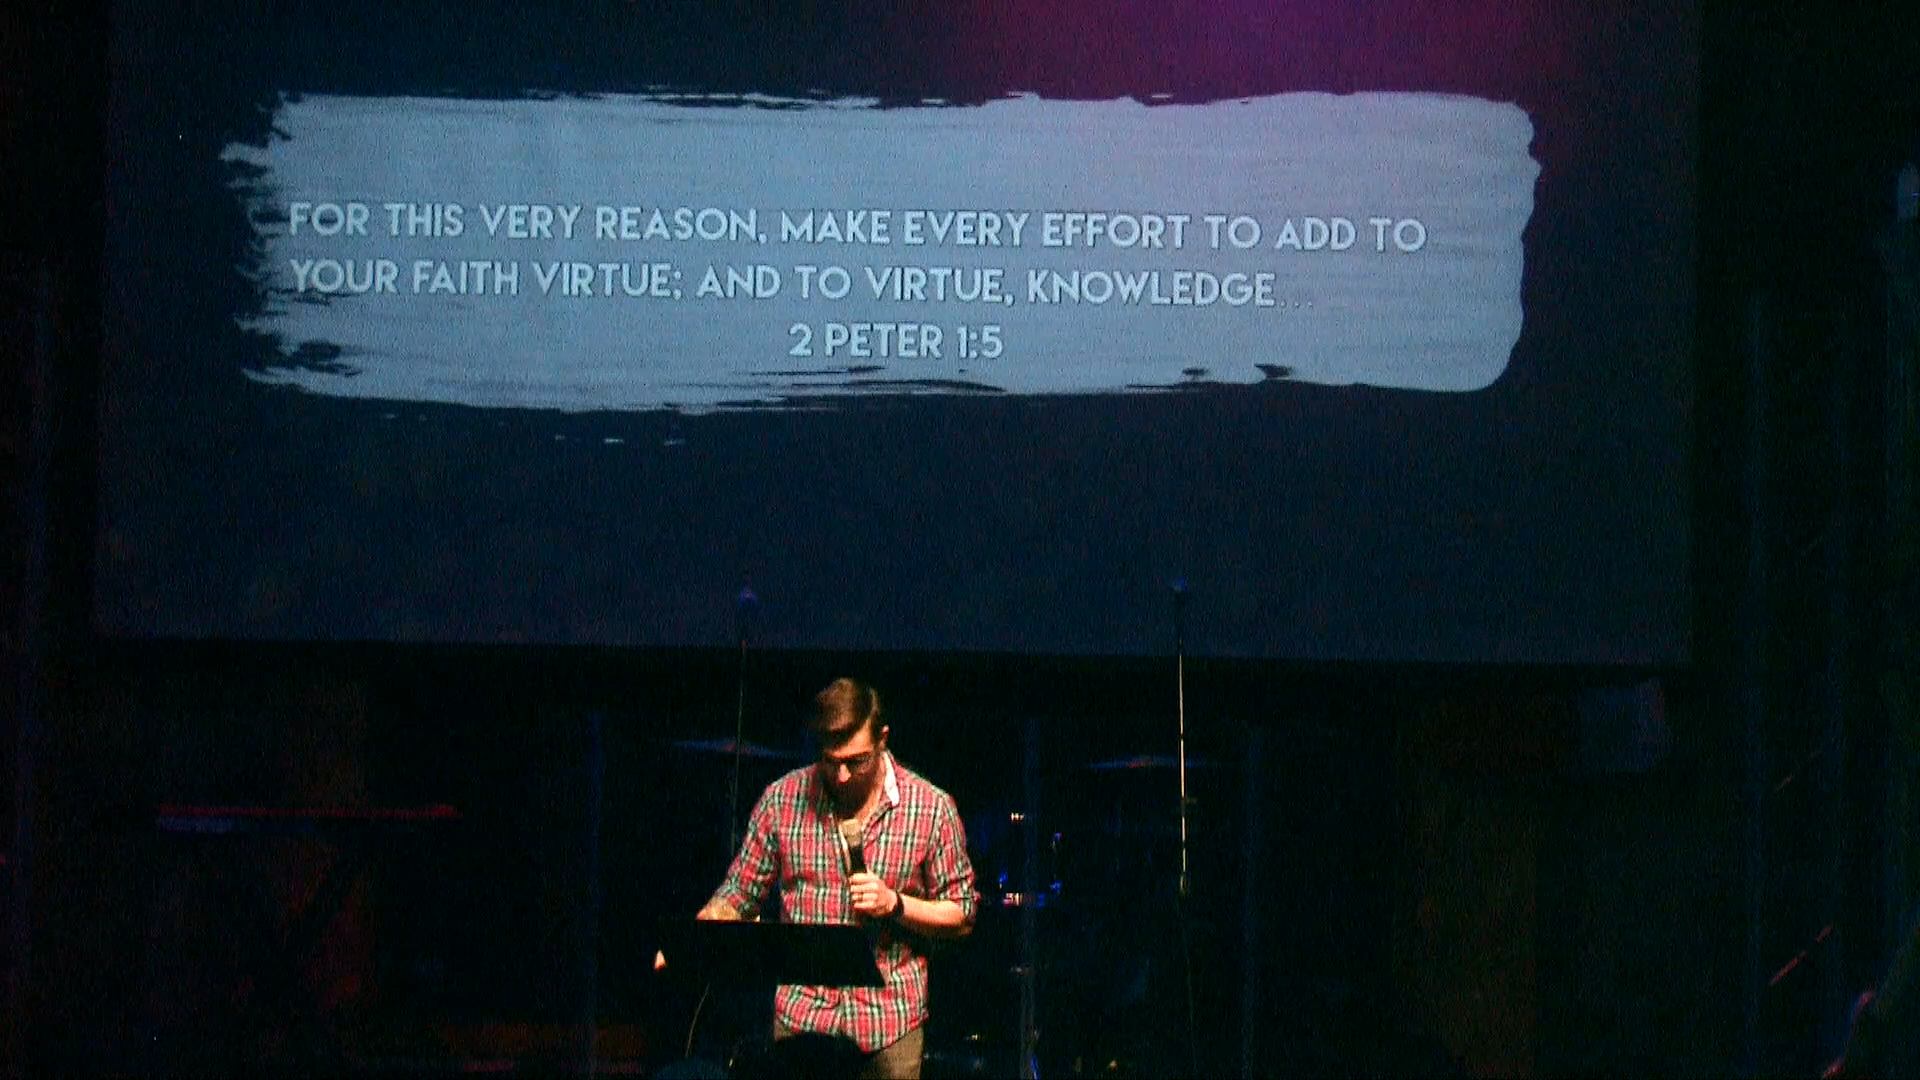 FOR THIS VERY REASON, MAKE EVERY EFFORT TO ADD TO
YOUR FAITH VIRTUE; AND TO VIRTUE, KNOWLEDGE...
2 PETER 1:5